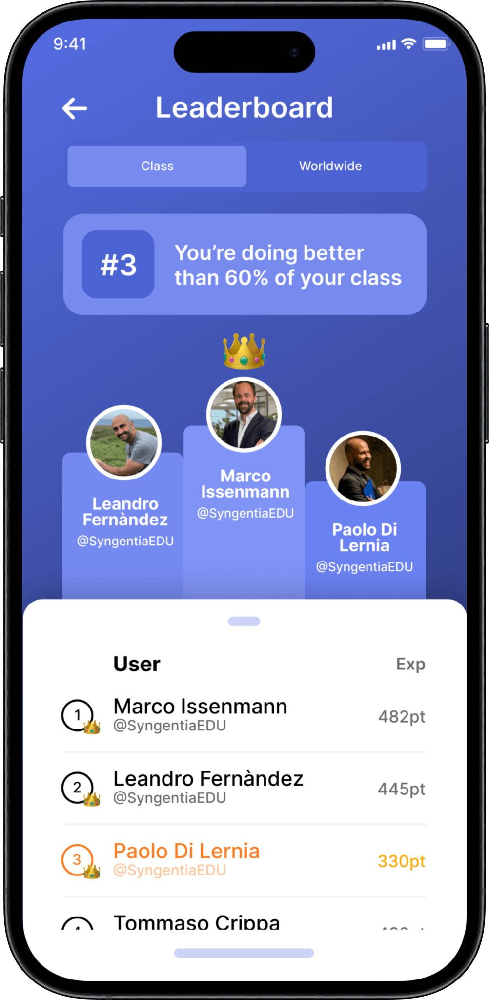 9:41
Leaderboard
Class
Worldwide
#3
You're doing better
than 60% of your class
Marco
Issenmann
@SyngentiaEDU
Leandro
Fernàndez
@SyngentiaEDU
Paolo Di
Lernia
@SyngentiaEDU
User Exp
1 Marco Issenmann 482pt
@SyngentiaEDU
2 Leandro Fernàndez 445pt
@SyngentiaEDU
3 Paolo Di Lernia 330pt
@SyngentiaEDU
Tommaso Crippa